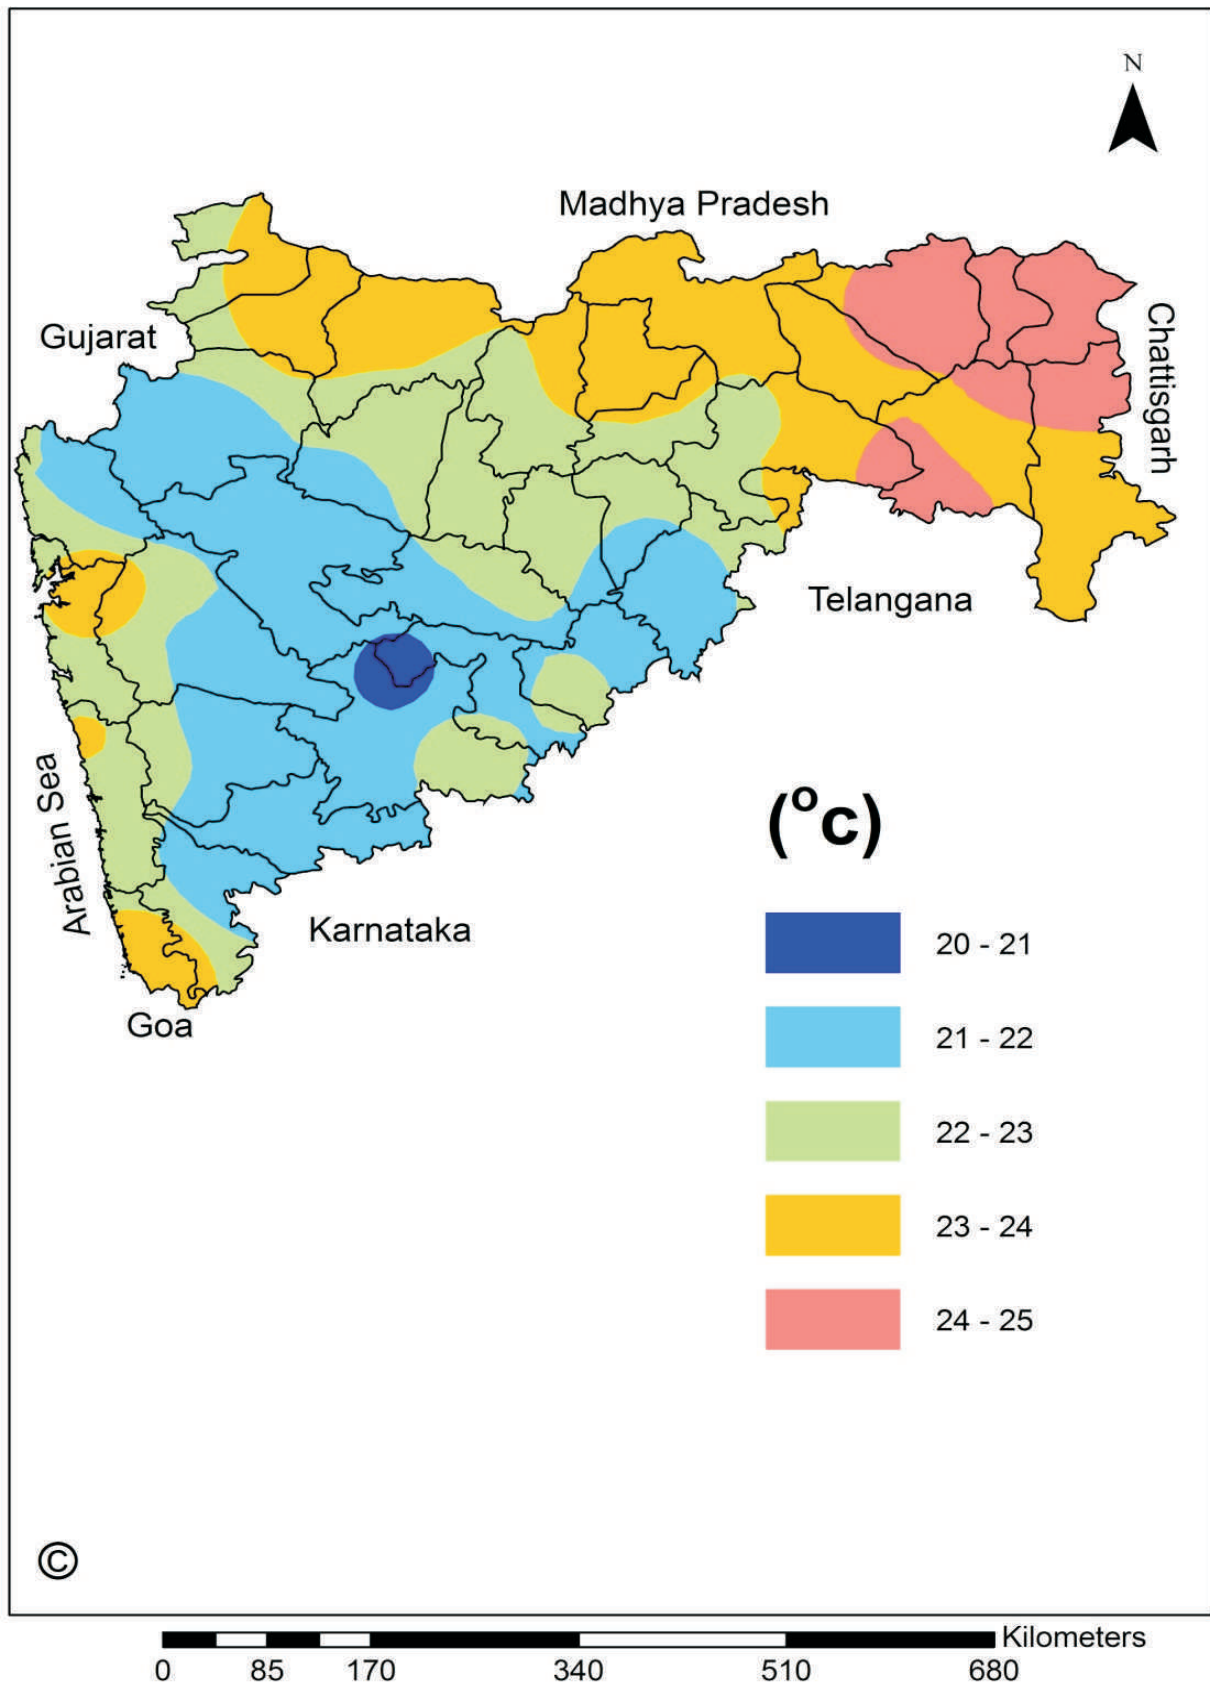 N
Madhya Pradesh
Gujarat
Chattisgarh
Telangana
Arabian Sea
Karnataka
Goa
(°c)
20 - 21
21 - 22
22 - 23
23 - 24
24 - 25
©
Kilometers
0 85 170 340 510 680